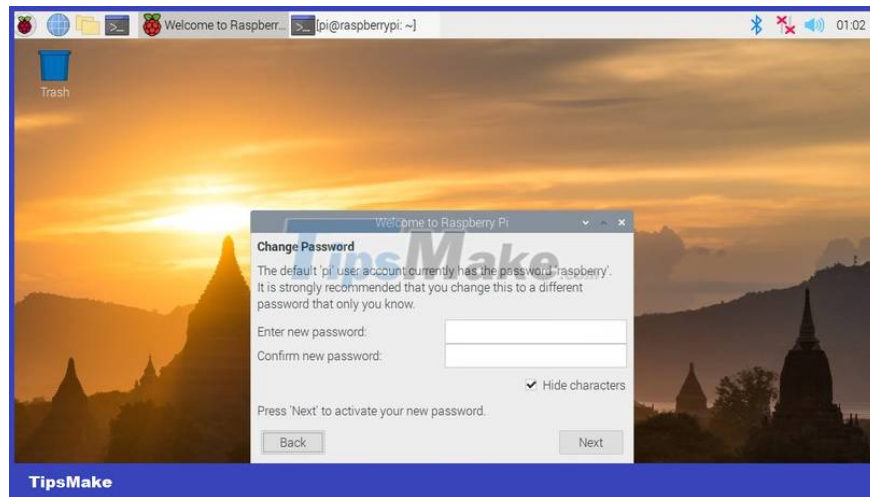 Welcome to Raspberr...
[pi@raspberrypi: ~]
01:02
Trash
Welcome to Raspberry Pi
TipsMake
.com
Change Password
The default 'pi' user account currently has the password 'raspberry'.
It is strongly recommended that you change this to a different
password that only you know.
Enter new password:
Confirm new password:
Hide characters
Press 'Next' to activate your new password.
Back
Next
TipsMake